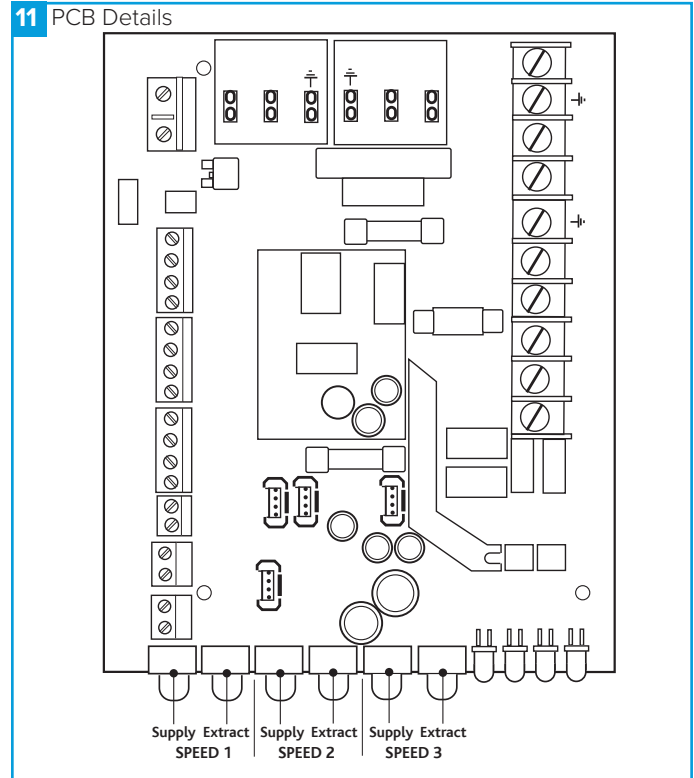 11 PCB Details
Supply Extract Supply Extract Supply Extract
SPEED 1 SPEED 2 SPEED 3